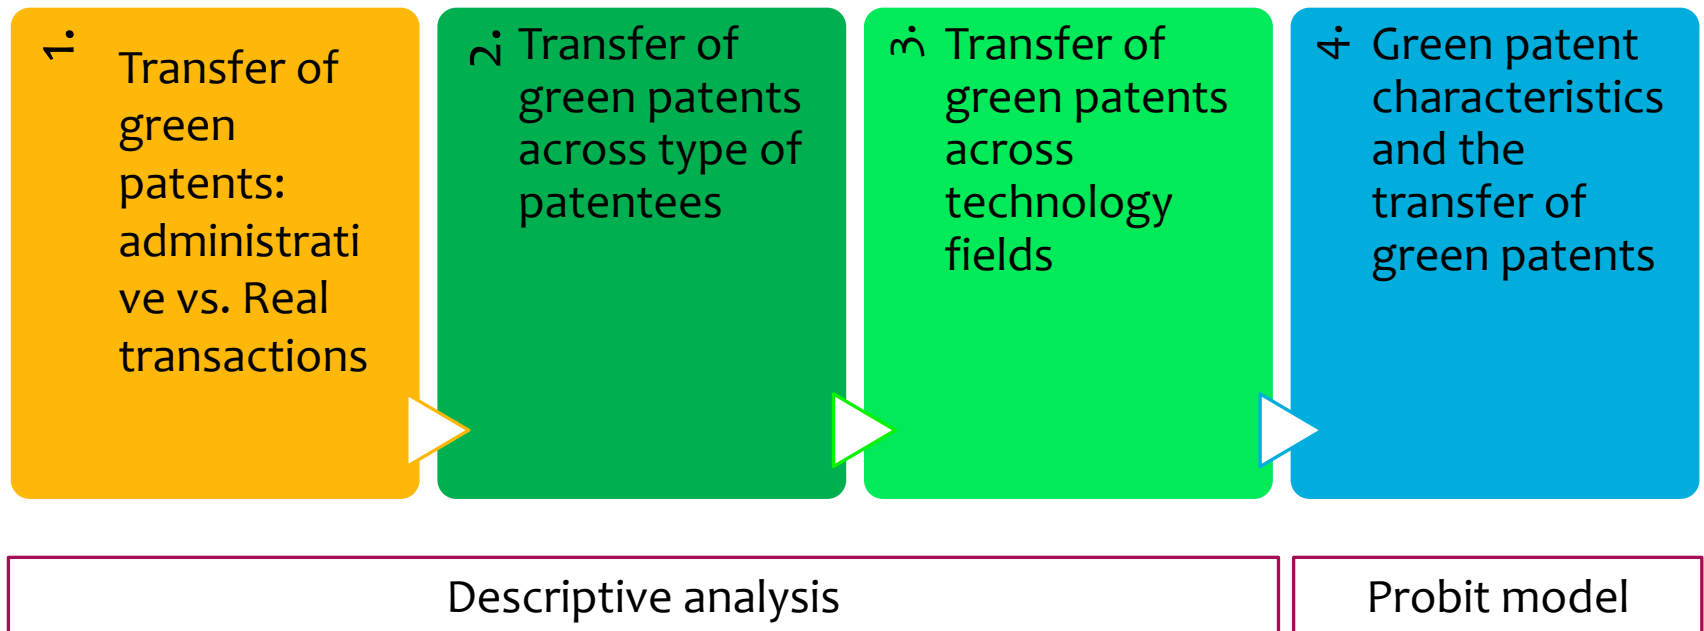 1.
Transfer of
green
patents:
administrati
ve vs. Real
transactions
2.
Transfer of
green patents
across type of
patentees
3.
Transfer of
green patents
across
technology
fields
4.
Green patent
characteristics
and the
transfer of
green patents
Descriptive analysis
Probit model